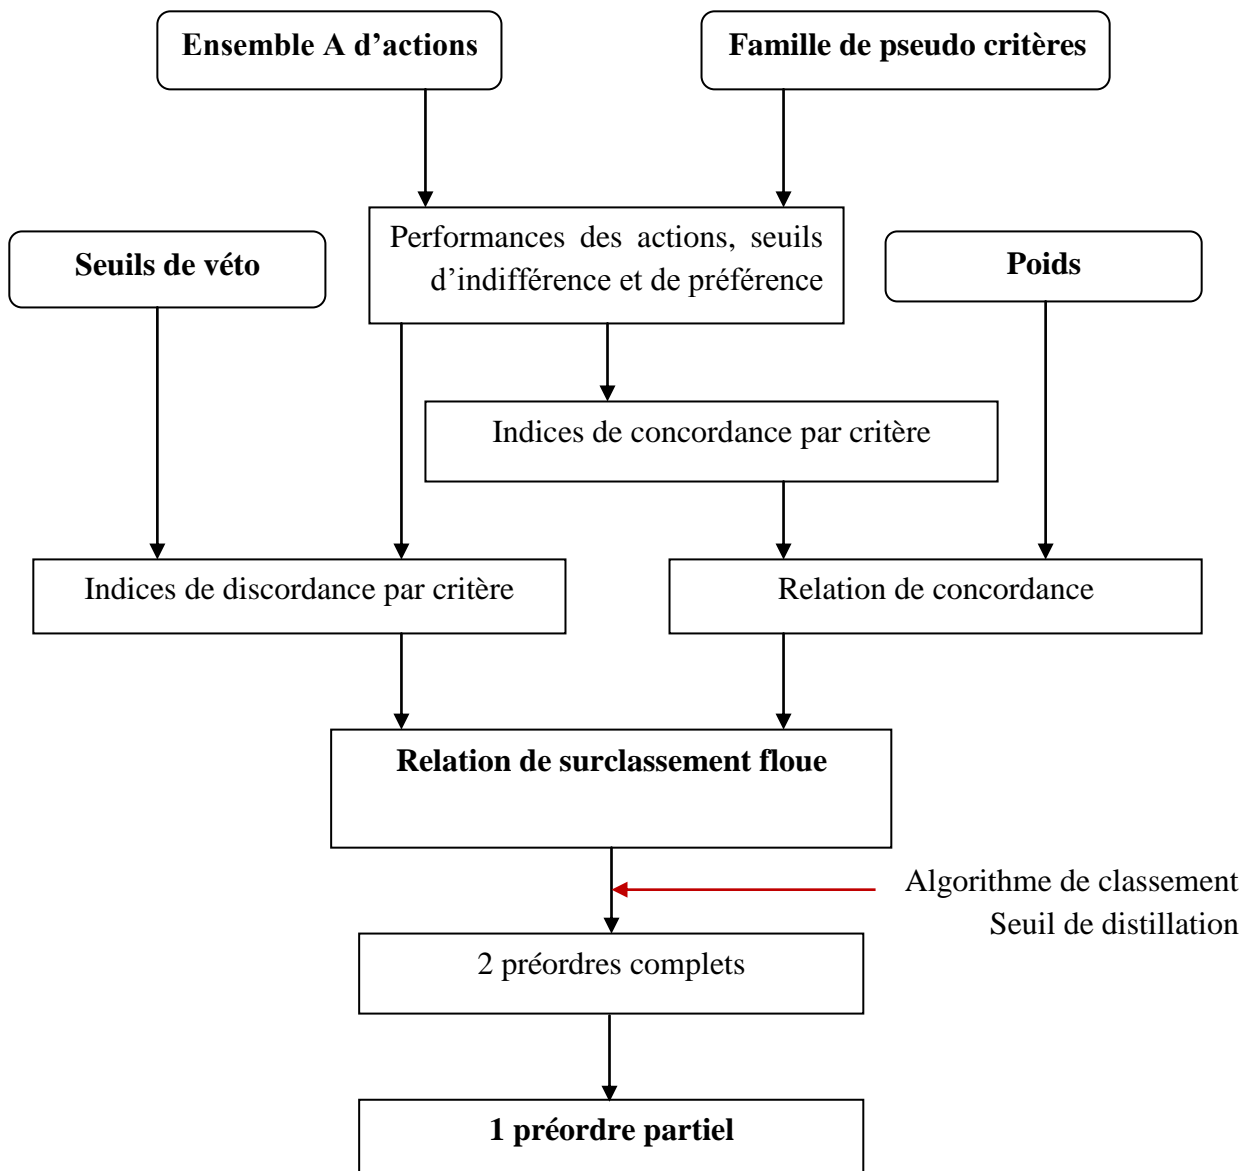 Ensemble A d’actions
Famille de pseudo critères
Performances des actions, seuils
d’indifférence et de préférence
Seuils de véto
Poids
Indices de concordance par critère
Indices de discordance par critère
Relation de concordance
Relation de surclassement floue
Algorithme de classement
Seuil de distillation
2 préordres complets
1 préordre partiel